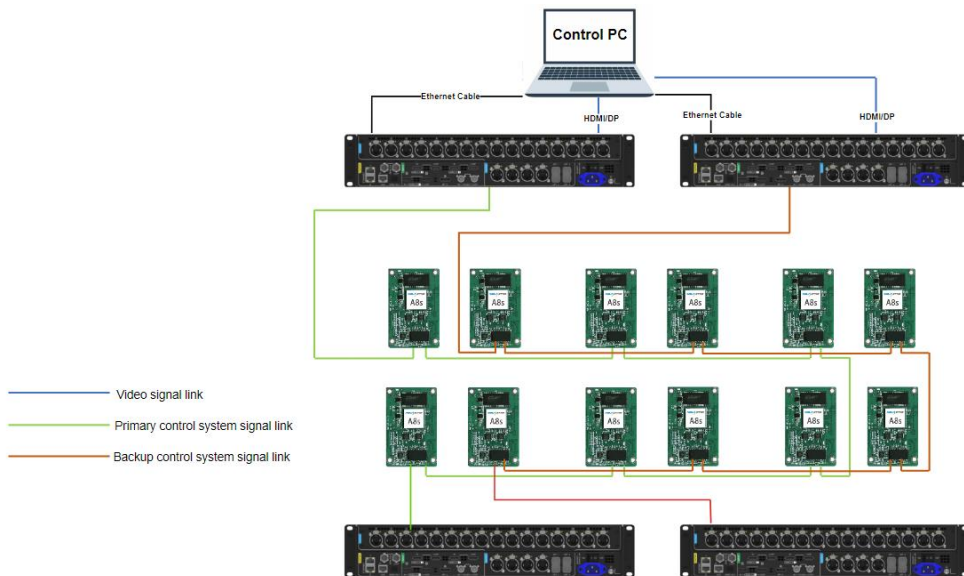 Control PC
Ethernet Cable
HDMI/DP
Ethernet Cable
HDMI/DP
A8s
A8s
A8s
A8s
A8s
A8s
Video signal link
Primary control system signal link
Backup control system signal link
A8s
A8s
A8s
A8s
A8s
A8s